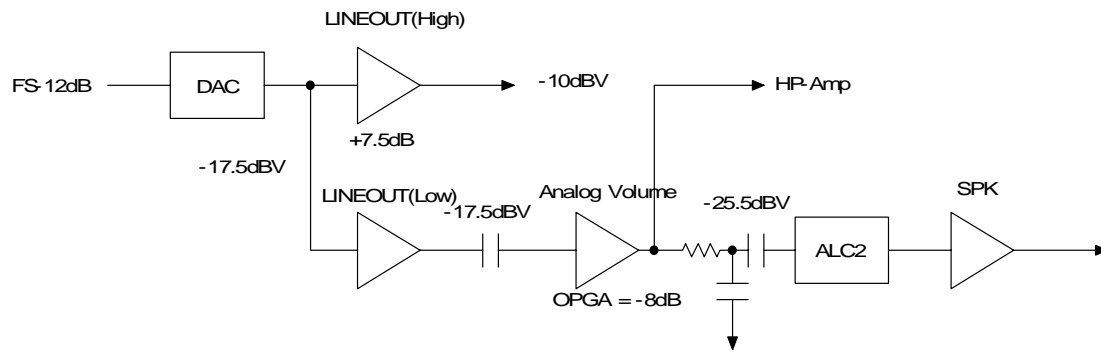 LINEOUT(High)
FS-12dB
DAC
-10dBV
HP-Amp
+7.5dB
-17.5dBV
LINEOUT(Low)
-17.5dBV
Analog Volume
-25.5dBV
SPK
ALC2
OPGA = -8dB